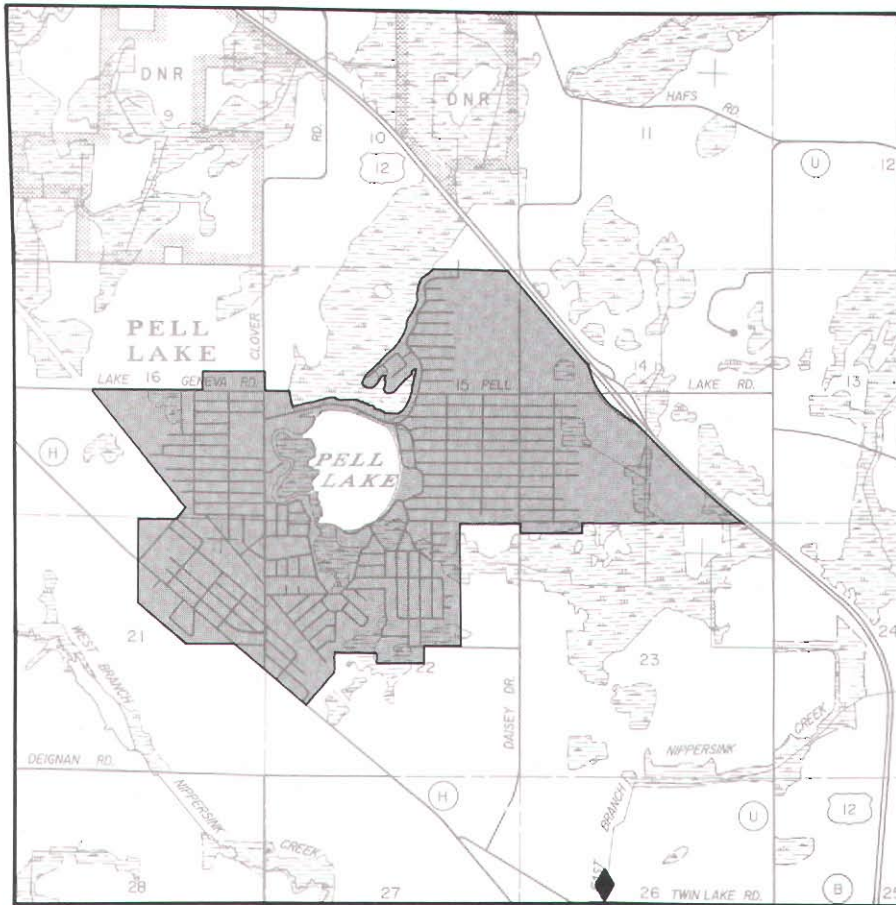 DNR
9
RD.
10
12
DNR
HAFS
RD
11
U
12
PELL
LAKE
CLOVER
LAKE 16 GENEVA RD.
15 PELL
14
LAKE RD.
13
H
PELL
LAKE
21
22
23
24
WEST BRANCH
NIPPERSINK
CREEK
DAISEY DR.
NIPPERSINK
CREEK
DEIGNAN RD.
H
BRANCH
EAST
U
12
28
27
26 TWIN LAKE RD.
B
25